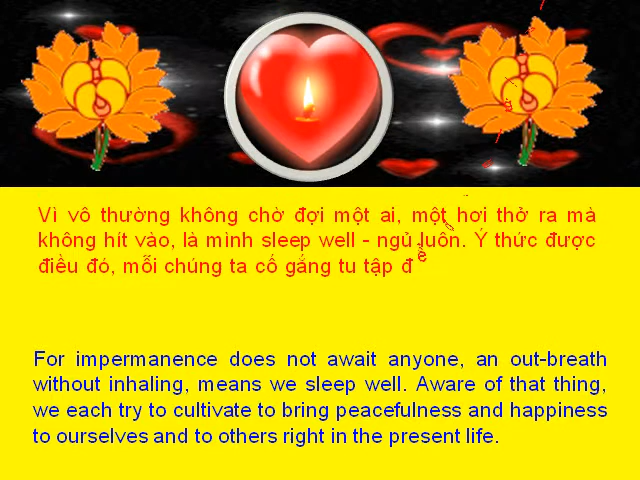 Vì vô thường không chờ đợi một ai, một hơi thở ra mà
không hít vào, là mình sleep well - ngủ luôn. Ý thức được
điều đó, mỗi chúng ta cố gắng tu tập đ
For impermanence does not await anyone, an out-breath
without inhaling, means we sleep well. Aware of that thing,
we each try to cultivate to bring peacefulness and happiness
to ourselves and to others right in the present life.